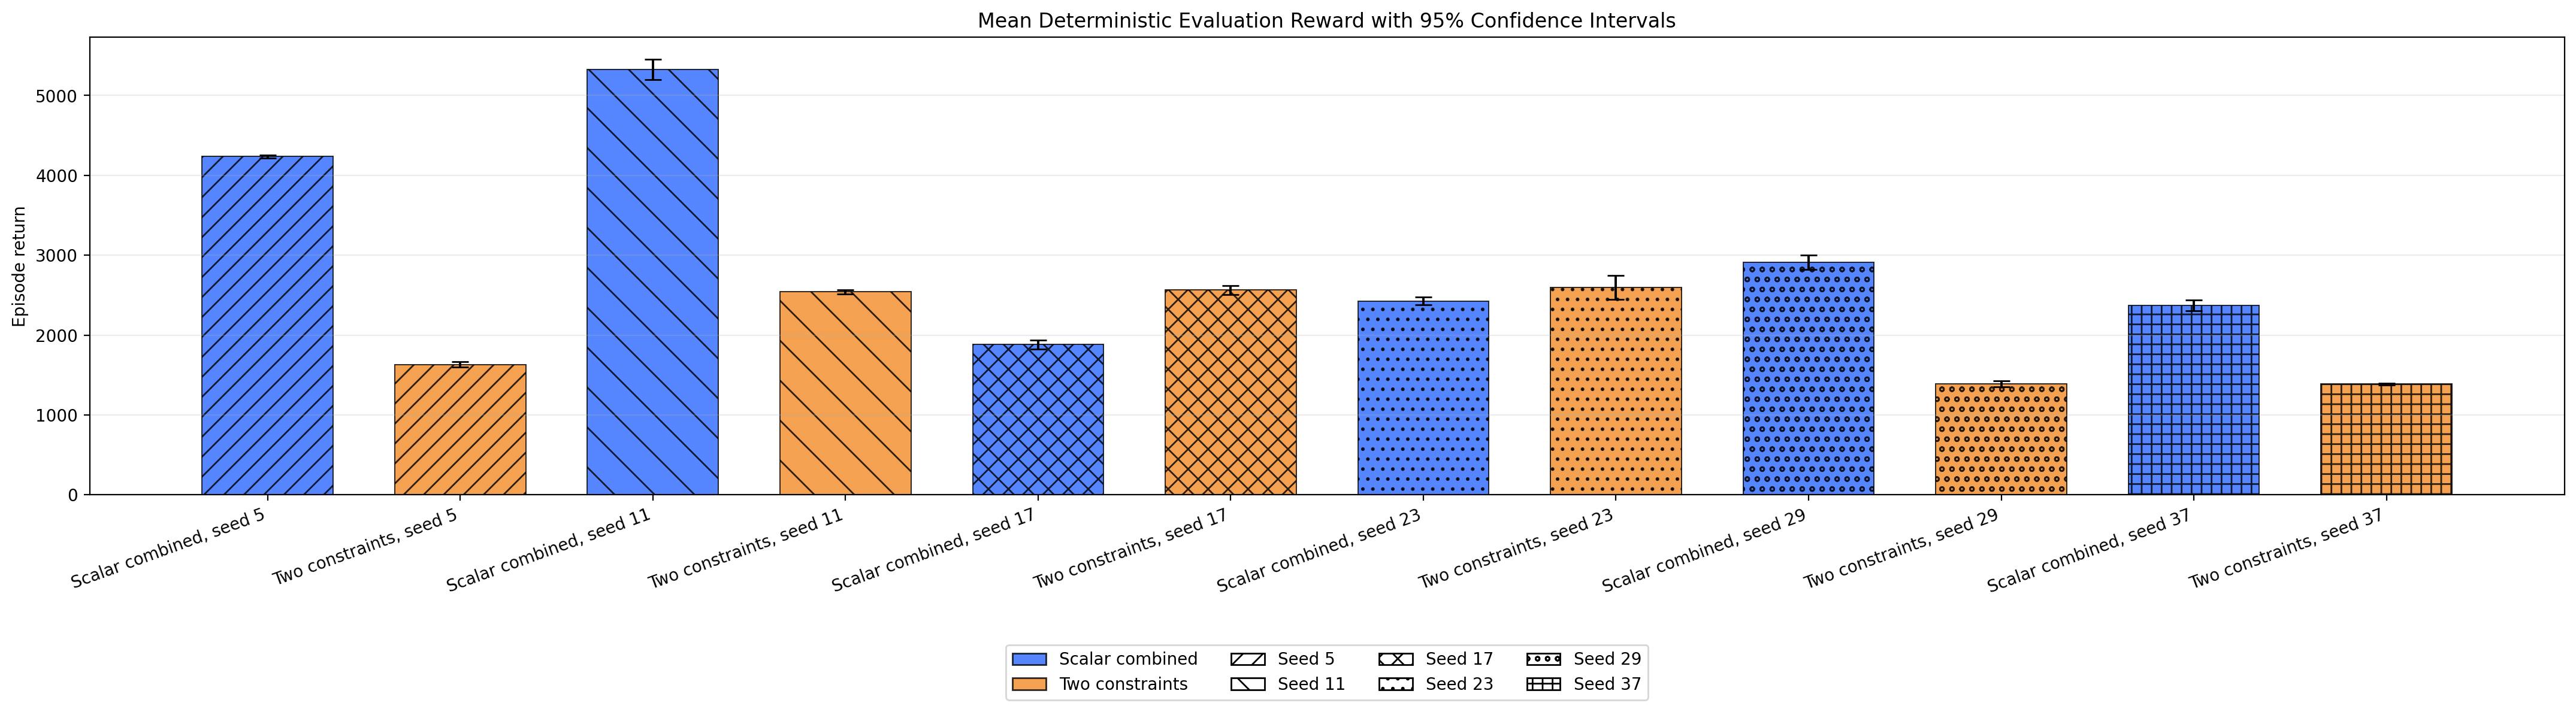 Mean Deterministic Evaluation Reward with 95% Confidence Intervals
Episode return
5000
4000
3000
2000
1000
0
Scalar combined, seed 5
Two constraints, seed 5
Scalar combined, seed 11
Two constraints, seed 11
Scalar combined, seed 17
Two constraints, seed 17
Scalar combined, seed 23
Two constraints, seed 23
Scalar combined, seed 29
Two constraints, seed 29
Scalar combined, seed 37
Two constraints, seed 37
Scalar combined
Two constraints
Seed 5
Seed 11
Seed 17
Seed 23
Seed 29
Seed 37